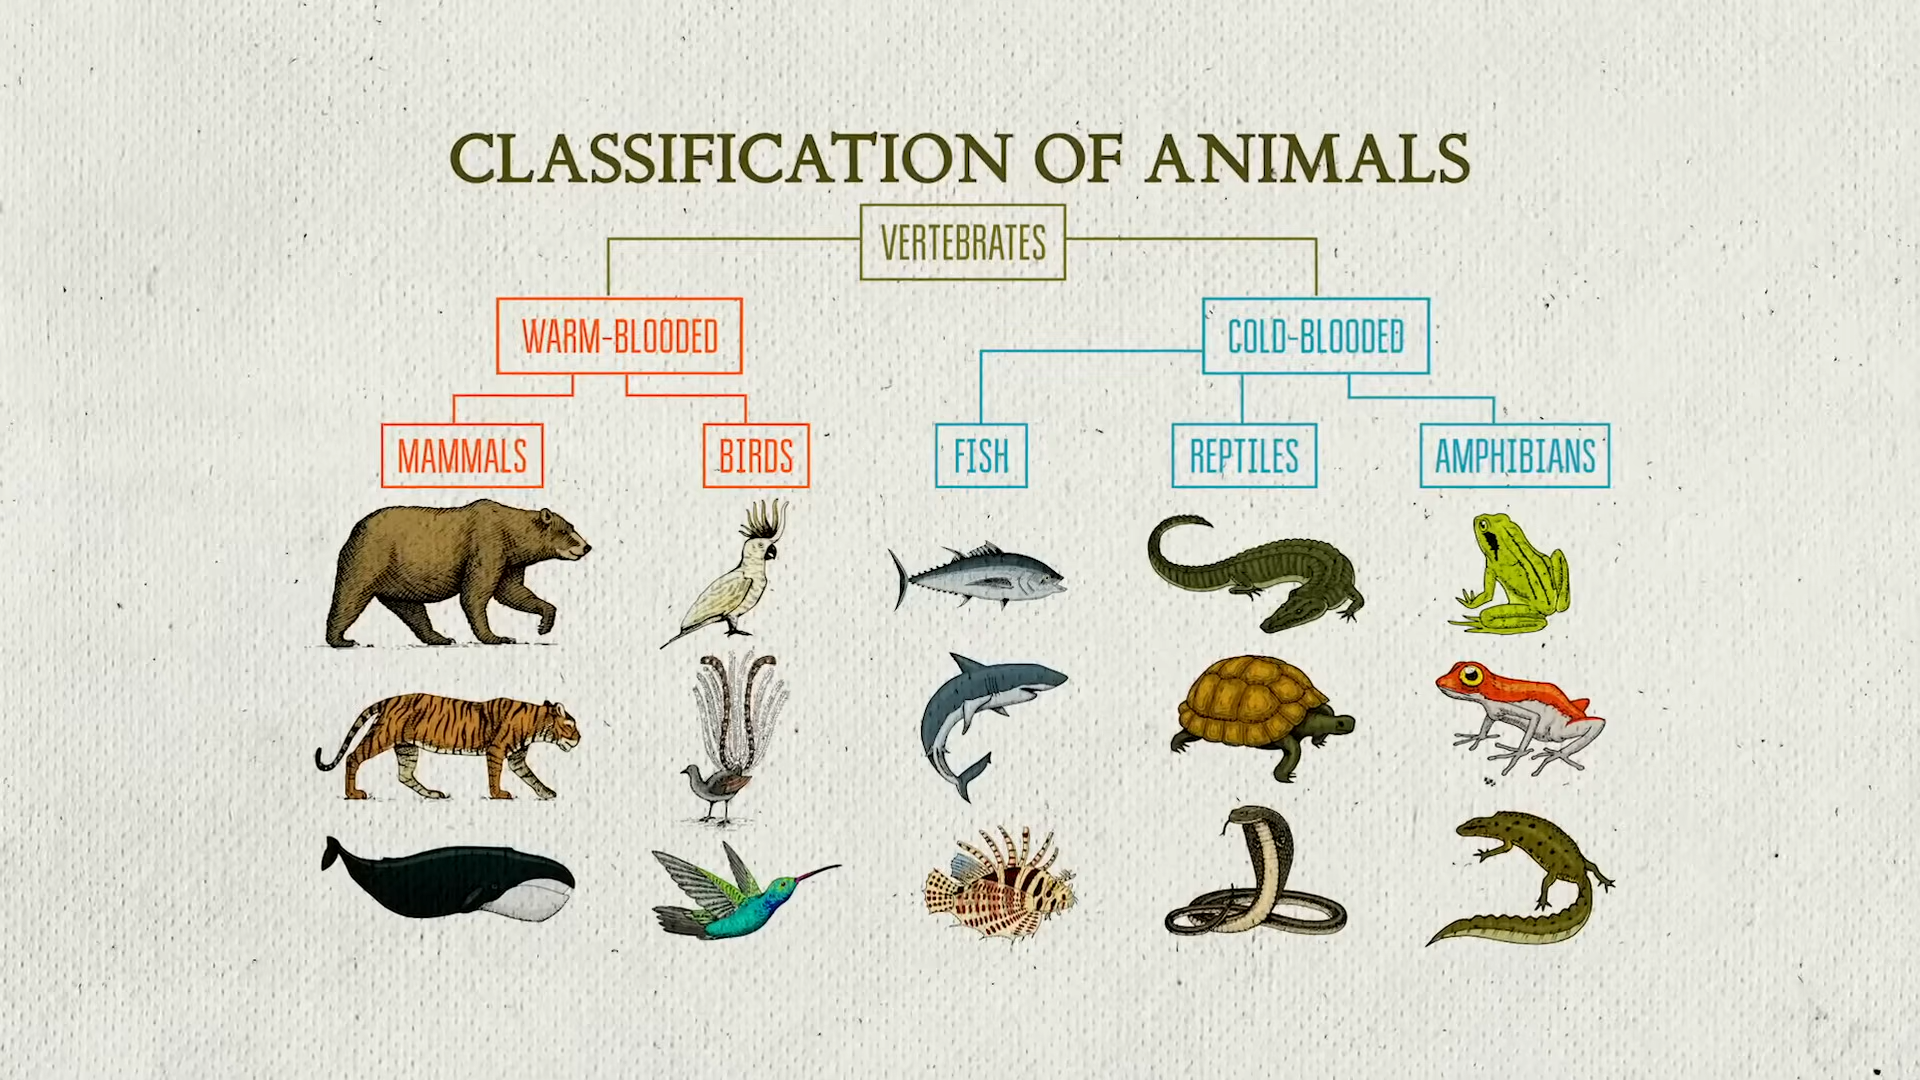 CLASSIFICATION OF ANIMALS
VERTEBRATES
WARM-BLOODED
COLD-BLOODED
MAMMALS
BIRDS
FISH
REPTILES
AMPHIBIANS